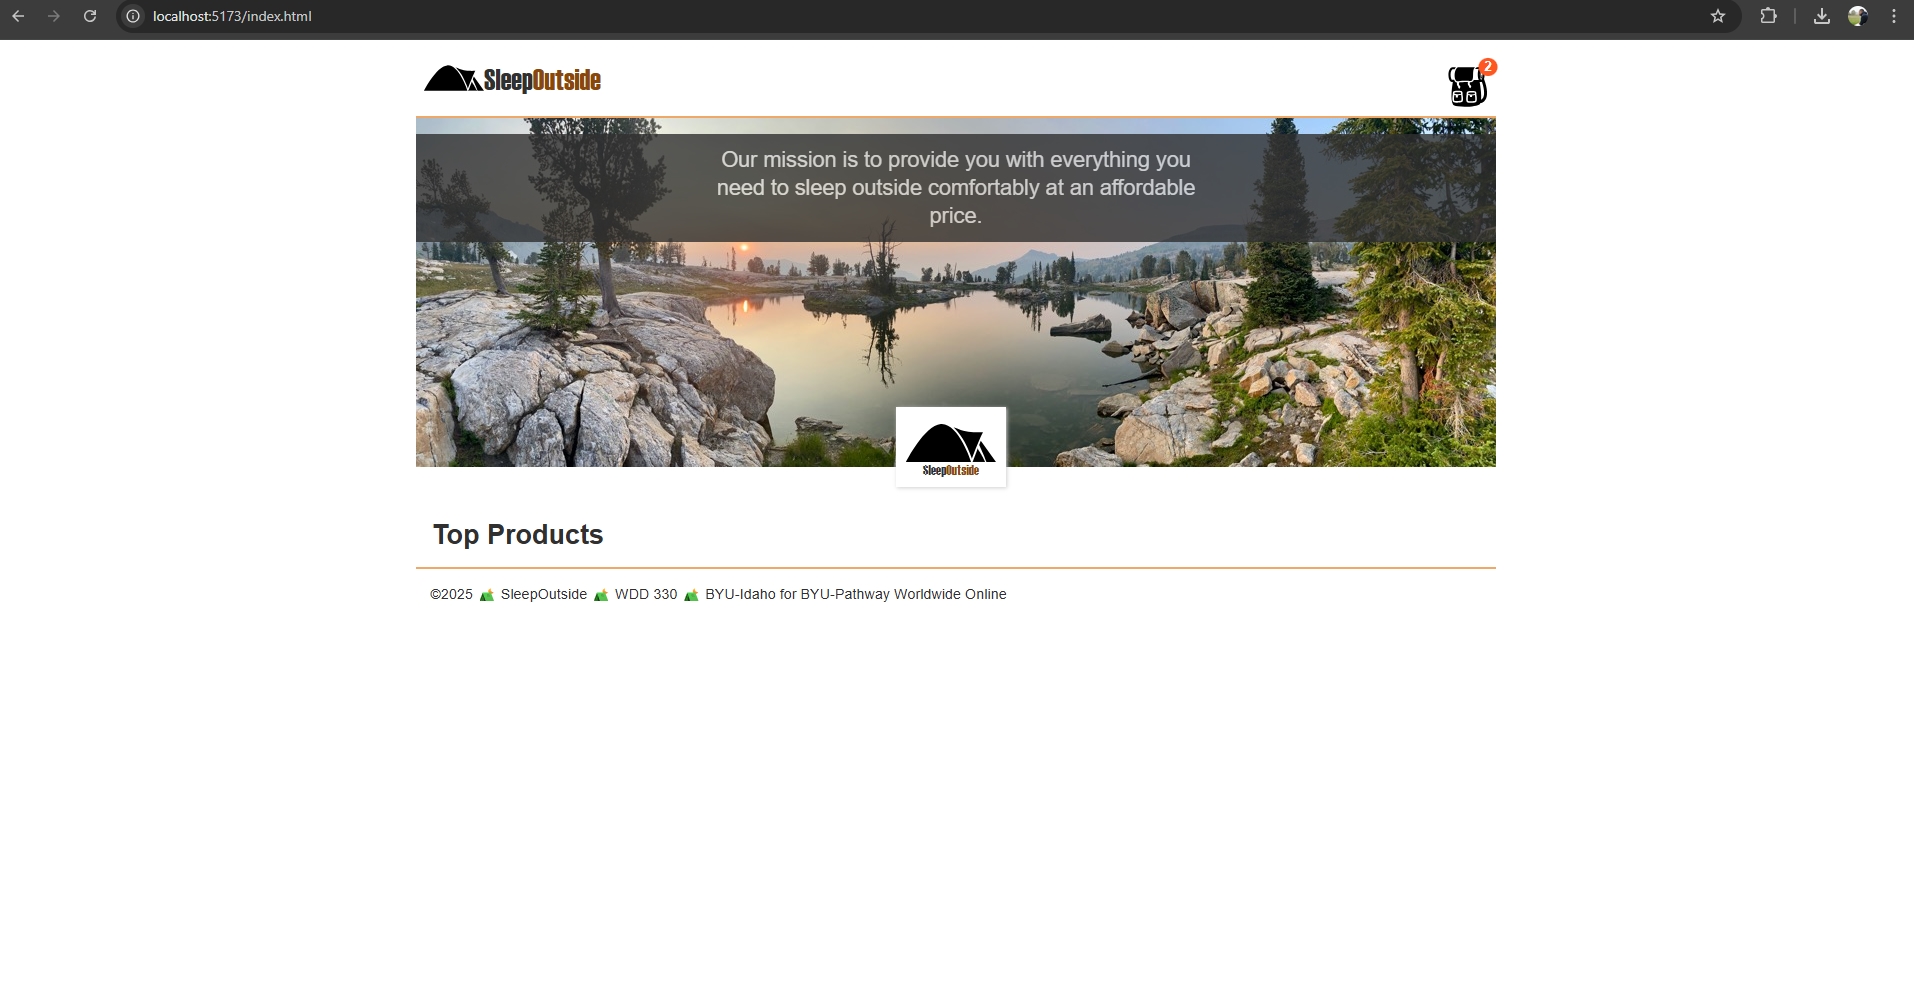 localhost:5173/index.html
SleepOutside
2
Our mission is to provide you with everything you
need to sleep outside comfortably at an affordable
price.
SleepOutside
Top Products
©2025 🏕 SleepOutside 🏕 WDD 330 🏕 BYU-Idaho for BYU-Pathway Worldwide Online